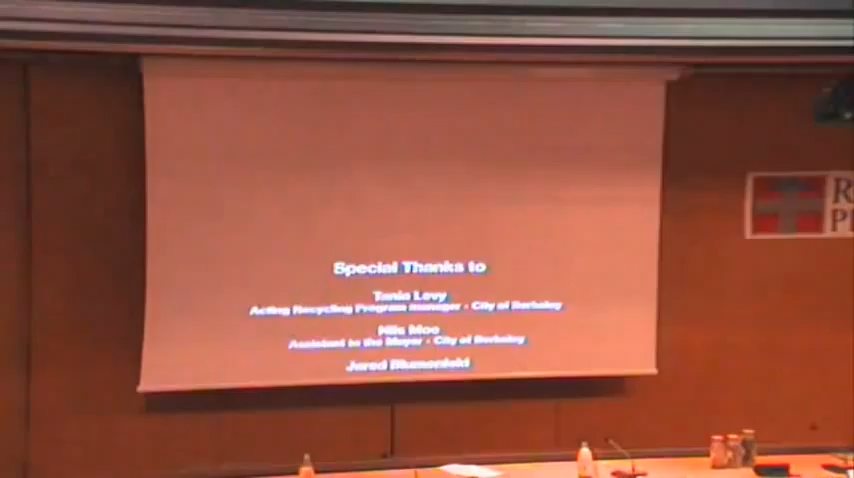 Special Thanks to
Tania Levy
Acting Recycling Program manager - City of Berkeley
Nils Moe
Assistant to the Mayor - City of Berkeley
Jared Blumenfeld
R
P